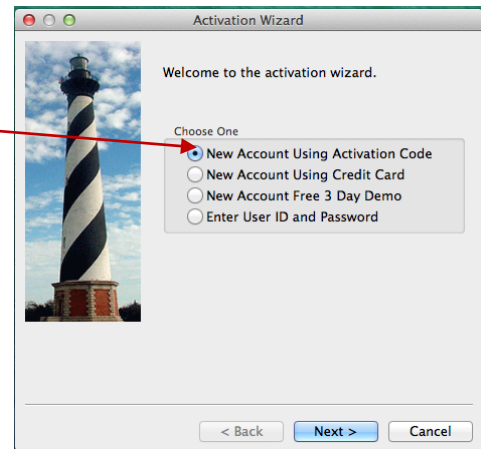 Activation Wizard
Welcome to the activation wizard.
Choose One
New Account Using Activation Code
New Account Using Credit Card
New Account Free 3 Day Demo
Enter User ID and Password
< Back Next > Cancel